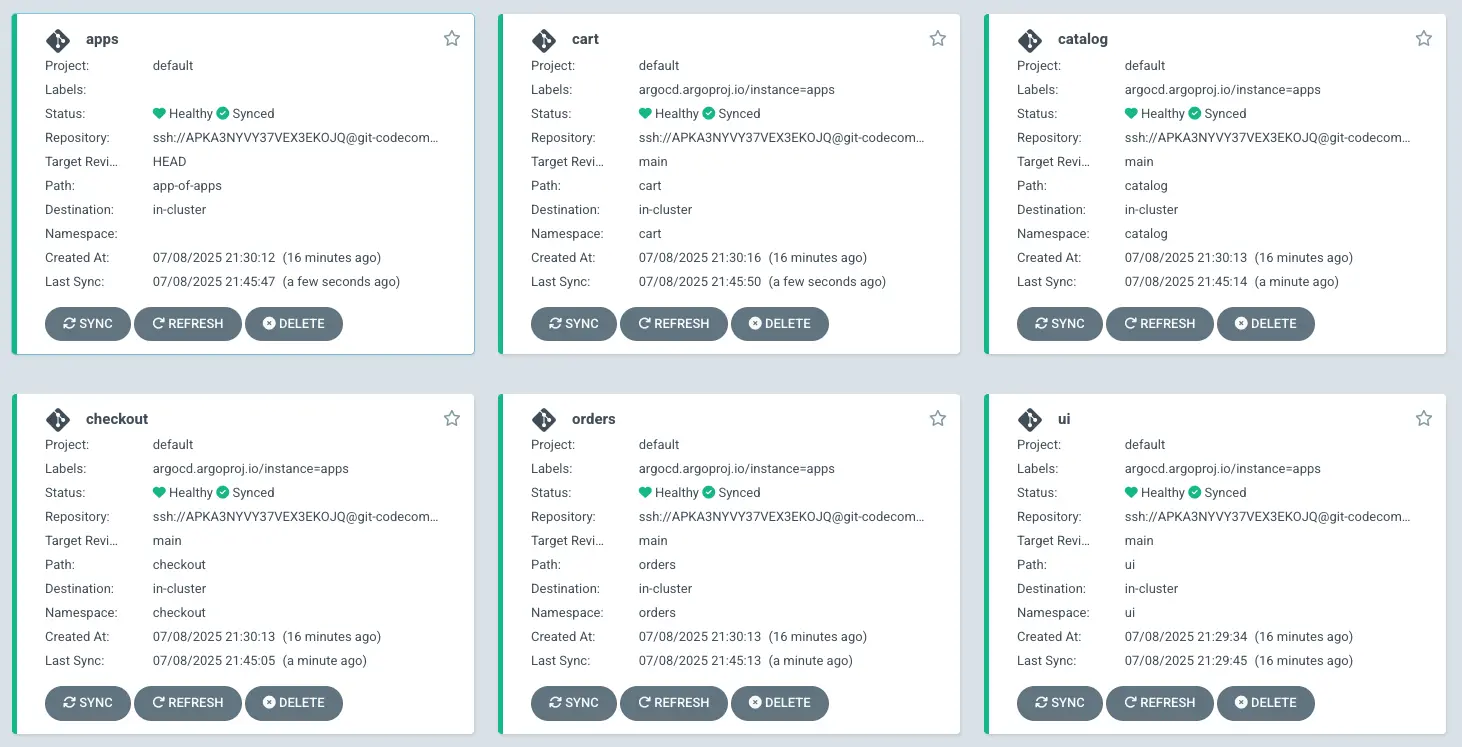 apps
Project: default
Labels:
Status: Healthy Synced
Repository: ssh://APKA3NYVY37VEX3EKOJQ@git-codecom...
Target Revi... HEAD
Path: app-of-apps
Destination: in-cluster
Namespace:
Created At: 07/08/2025 21:30:12 (16 minutes ago)
Last Sync: 07/08/2025 21:45:47 (a few seconds ago)
SYNC REFRESH DELETE
cart
Project: default
Labels: argocd.argoproj.io/instance=apps
Status: Healthy Synced
Repository: ssh://APKA3NYVY37VEX3EKOJQ@git-codecom...
Target Revi... main
Path: cart
Destination: in-cluster
Namespace: cart
Created At: 07/08/2025 21:30:16 (16 minutes ago)
Last Sync: 07/08/2025 21:45:50 (a few seconds ago)
SYNC REFRESH DELETE
catalog
Project: default
Labels: argocd.argoproj.io/instance=apps
Status: Healthy Synced
Repository: ssh://APKA3NYVY37VEX3EKOJQ@git-codecom...
Target Revi... main
Path: catalog
Destination: in-cluster
Namespace: catalog
Created At: 07/08/2025 21:30:13 (16 minutes ago)
Last Sync: 07/08/2025 21:45:14 (a minute ago)
SYNC REFRESH DELETE
checkout
Project: default
Labels: argocd.argoproj.io/instance=apps
Status: Healthy Synced
Repository: ssh://APKA3NYVY37VEX3EKOJQ@git-codecom...
Target Revi... main
Path: checkout
Destination: in-cluster
Namespace: checkout
Created At: 07/08/2025 21:30:13 (16 minutes ago)
Last Sync: 07/08/2025 21:45:05 (a minute ago)
SYNC REFRESH DELETE
orders
Project: default
Labels: argocd.argoproj.io/instance=apps
Status: Healthy Synced
Repository: ssh://APKA3NYVY37VEX3EKOJQ@git-codecom...
Target Revi... main
Path: orders
Destination: in-cluster
Namespace: orders
Created At: 07/08/2025 21:30:13 (16 minutes ago)
Last Sync: 07/08/2025 21:45:13 (a minute ago)
SYNC REFRESH DELETE
ui
Project: default
Labels: argocd.argoproj.io/instance=apps
Status: Healthy Synced
Repository: ssh://APKA3NYVY37VEX3EKOJQ@git-codecom...
Target Revi... main
Path: ui
Destination: in-cluster
Namespace: ui
Created At: 07/08/2025 21:29:34 (16 minutes ago)
Last Sync: 07/08/2025 21:29:45 (16 minutes ago)
SYNC REFRESH DELETE